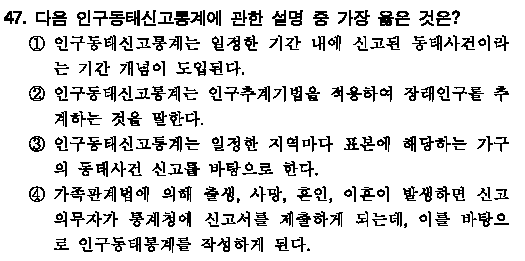 47. 다음 인구동태신고통계에 관한 설명 중 가장 옳은 것은?
① 인구동태신고통계는 일정한 기간 내에 신고된 동태사건이라
는 기간 개념이 도입된다.
② 인구동태신고통계는 인구추계기법을 적용하여 장래인구를 추
계하는 것을 말한다.
③ 인구동태신고통계는 일정한 지역마다 표본에 해당하는 가구
의 동태사건 신고를 바탕으로 한다.
④ 가족관계법에 의해 출생, 사망, 혼인, 이혼이 발생하면 신고
의무자가 통계청에 신고서를 제출하게 되는데, 이를 바탕으
로 인구동태통계를 작성하게 된다.